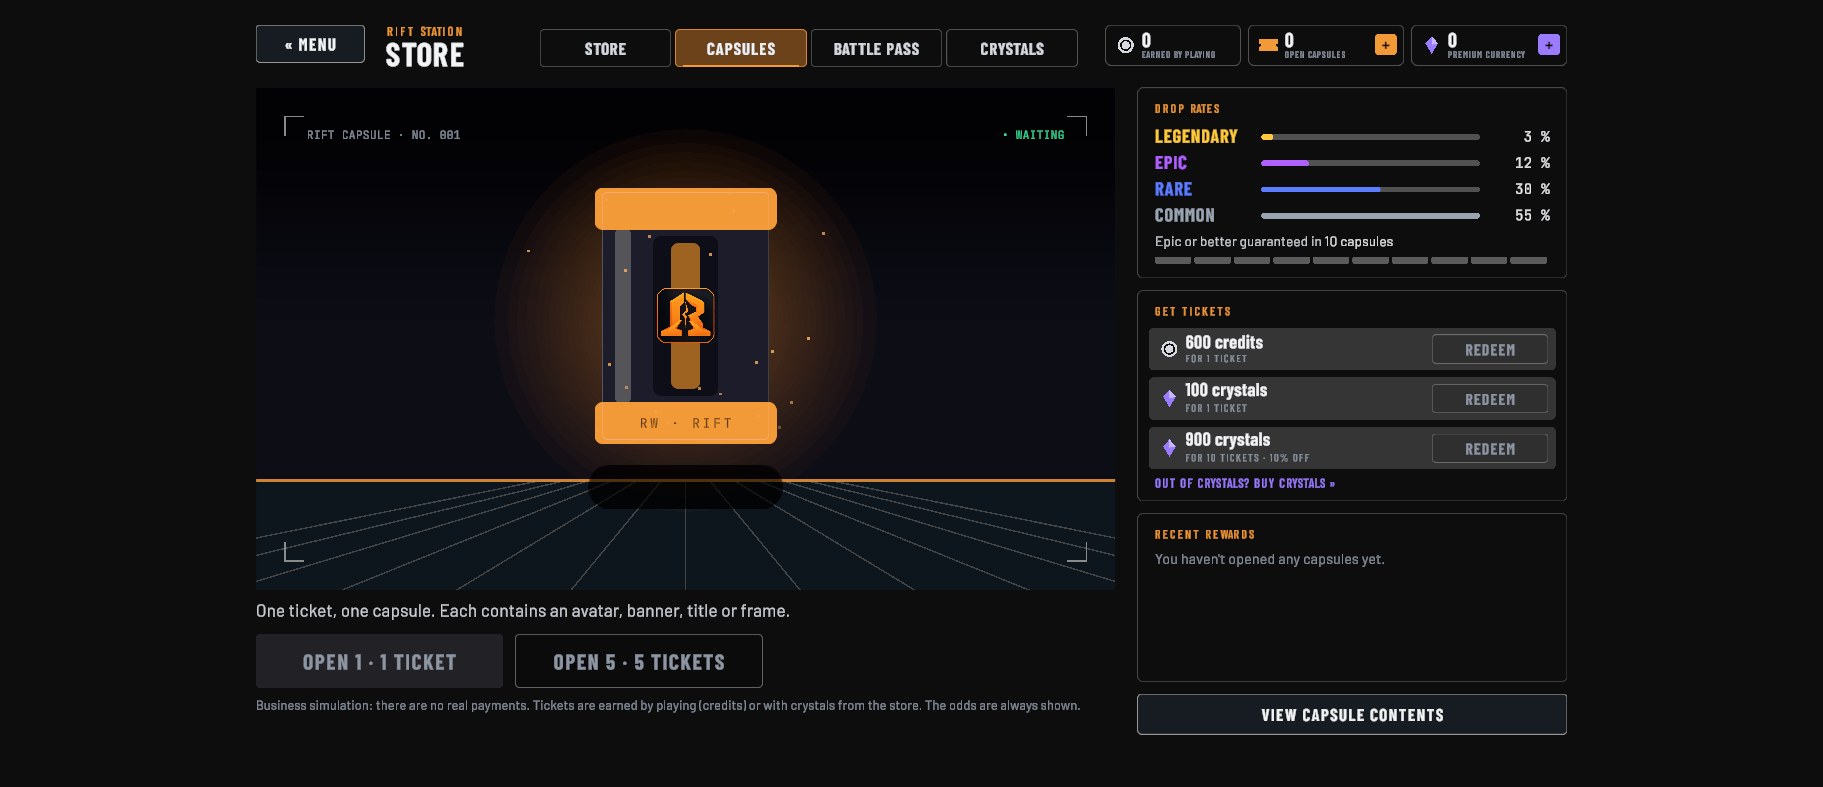 « MENU
RIFT STATION
STORE
STORE
CAPSULES
BATTLE PASS
CRYSTALS
0
EARNED BY PLAYING
0
OPEN CAPSULES
+
0
PREMIUM CURRENCY
+
RIFT CAPSULE · NO. 001
• WAITING
R
RW · RIFT
One ticket, one capsule. Each contains an avatar, banner, title or frame.
OPEN 1 · 1 TICKET
OPEN 5 · 5 TICKETS
Business simulation: there are no real payments. Tickets are earned by playing (credits) or with crystals from the store. The odds are always shown.
DROP RATES
LEGENDARY 3 %
EPIC 12 %
RARE 30 %
COMMON 55 %
Epic or better guaranteed in 10 capsules
GET TICKETS
600 credits
FOR 1 TICKET
REDEEM
100 crystals
FOR 1 TICKET
REDEEM
900 crystals
FOR 10 TICKETS · 10% OFF
REDEEM
OUT OF CRYSTALS? BUY CRYSTALS »
RECENT REWARDS
You haven't opened any capsules yet.
VIEW CAPSULE CONTENTS